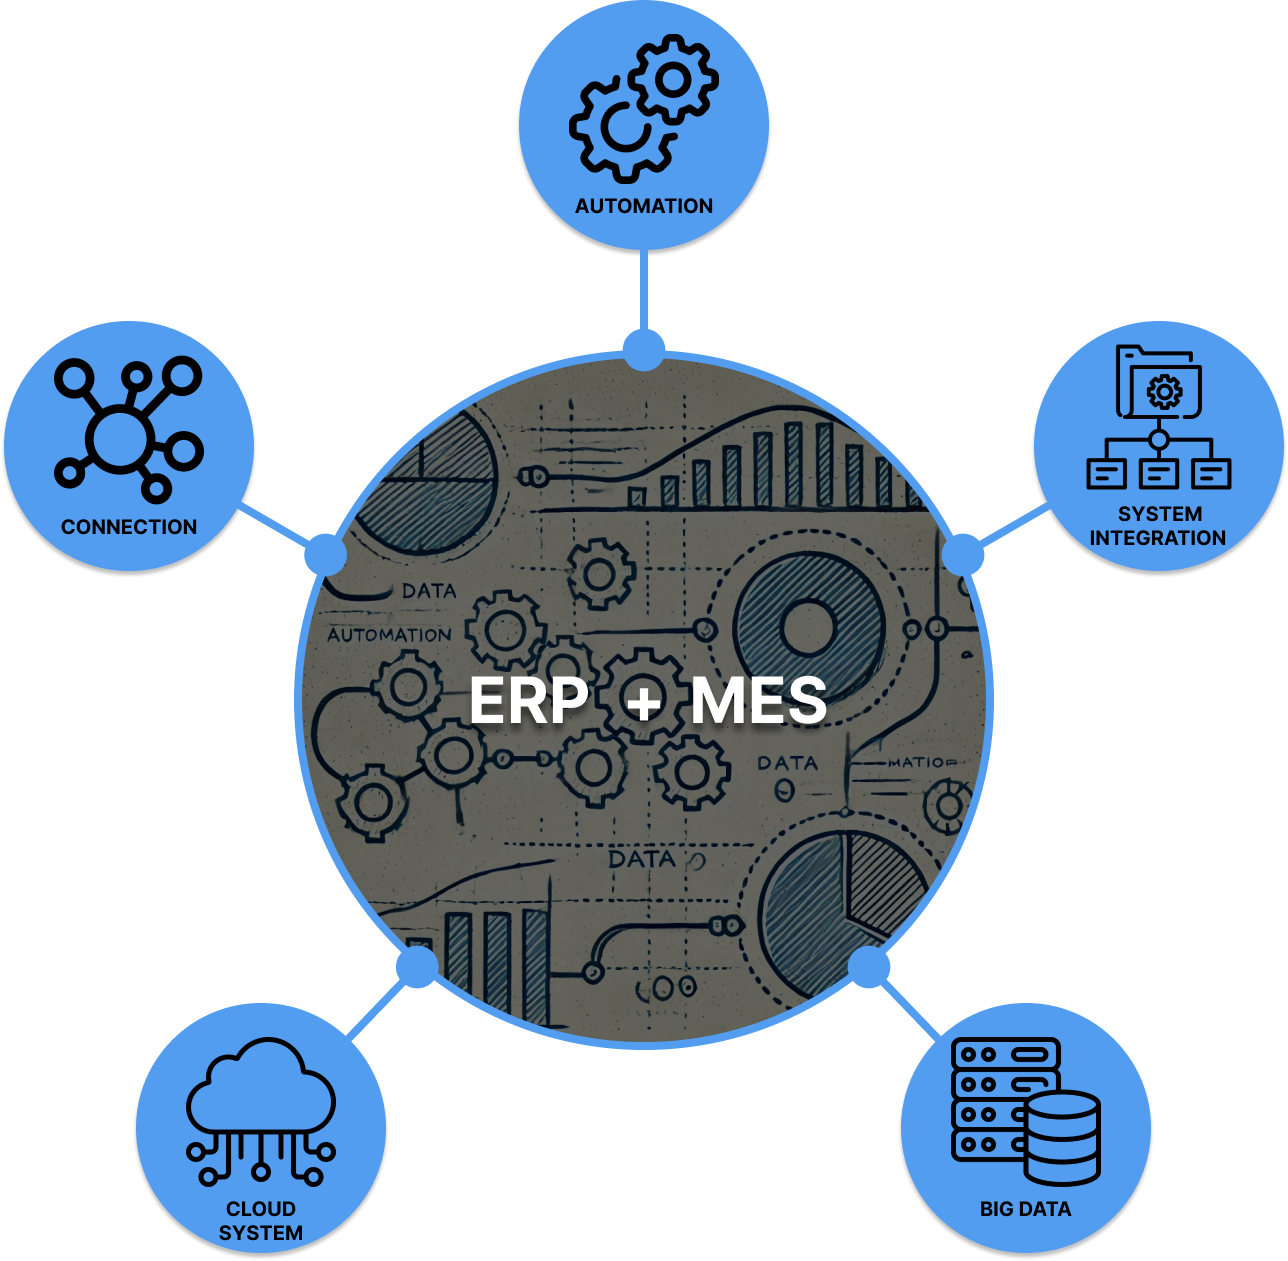 AUTOMATION
CONNECTION
SYSTEM
INTEGRATION
DATA
AUTOMATION
ERP + MES
DATA
MATIO
DATA
CLOUD
SYSTEM
BIG DATA